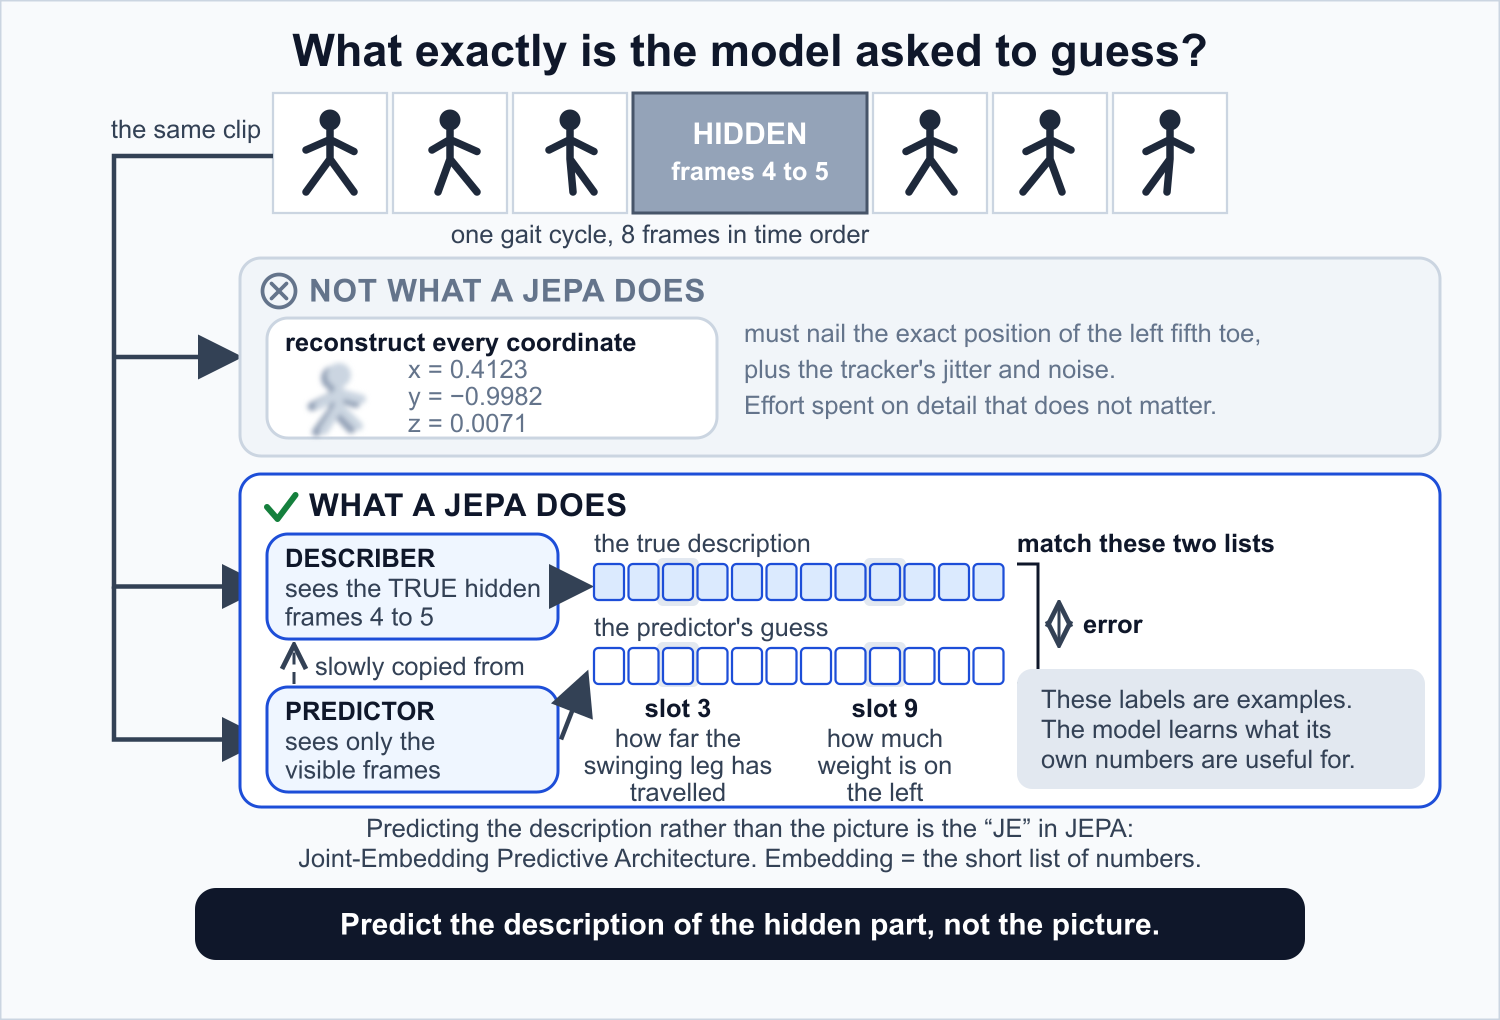 What exactly is the model asked to guess?
the same clip
HIDDEN
frames 4 to 5
one gait cycle, 8 frames in time order
NOT WHAT A JEPA DOES
reconstruct every coordinate
x = 0.4123
y = −0.9982
z = 0.0071
must nail the exact position of the left fifth toe,
plus the tracker's jitter and noise.
Effort spent on detail that does not matter.
WHAT A JEPA DOES
DESCRIBER
sees the TRUE hidden
frames 4 to 5
slowly copied from
PREDICTOR
sees only the
visible frames
the true description
the predictor's guess
slot 3
how far the
swinging leg has
travelled
slot 9
how much
weight is on
the left
match these two lists
error
These labels are examples.
The model learns what its
own numbers are useful for.
Predicting the description rather than the picture is the “JE” in JEPA:
Joint-Embedding Predictive Architecture. Embedding = the short list of numbers.
Predict the description of the hidden part, not the picture.